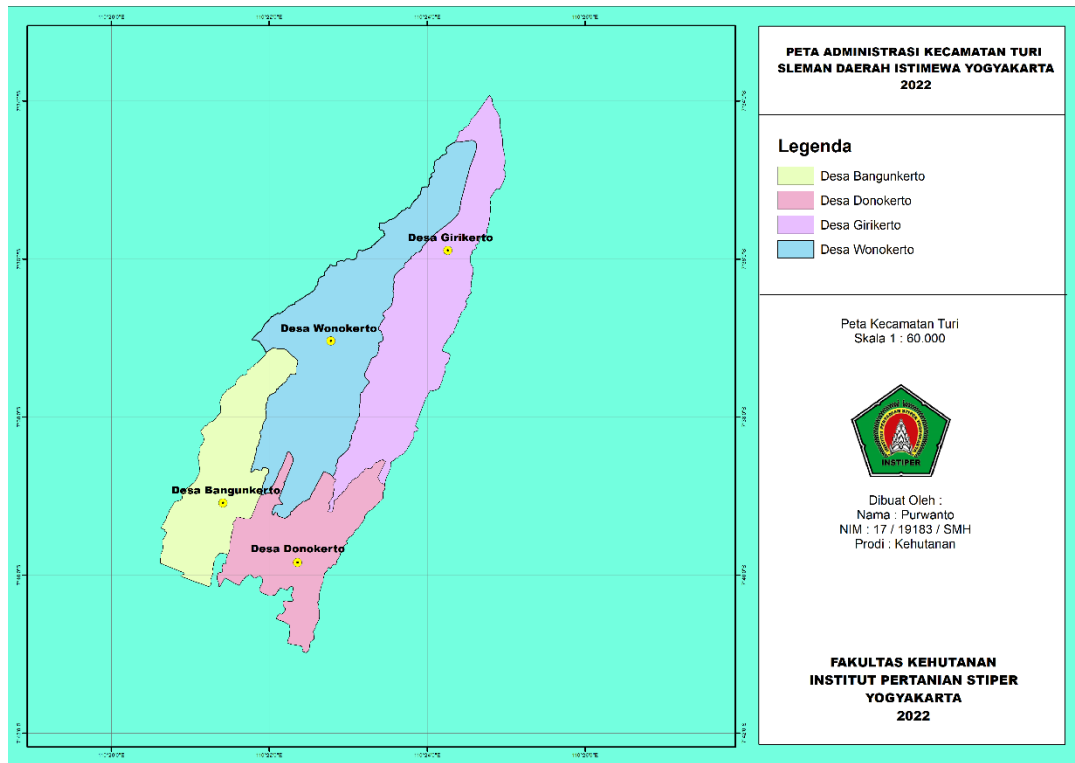 PETA ADMINISTRASI KECAMATAN TURI
SLEMAN DAERAH ISTIMEWA YOGYAKARTA
2022
Legenda
Desa Bangunkerto
Desa Donokerto
Desa Girikerto
Desa Wonokerto
Peta Kecamatan Turi
Skala 1 : 60.000
INSTIPER
Dibuat Oleh :
Nama : Purwanto
NIM : 17 / 19183 / SMH
Prodi : Kehutanan
FAKULTAS KEHUTANAN
INSTITUT PERTANIAN STIPER
YOGYAKARTA
2022
Desa Girikerto
Desa Wonokerto
Desa Bangunkerto
Desa Donokerto